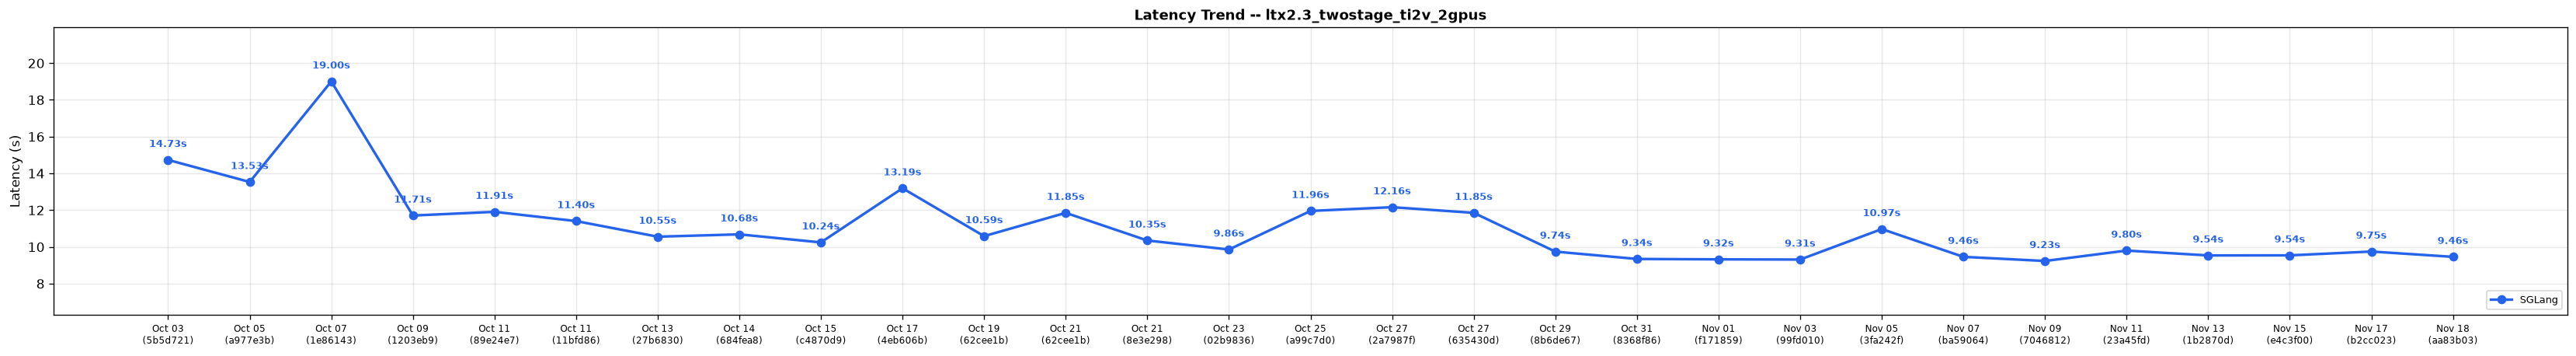 Latency Trend -- ltx2.3_twostage_ti2v_2gpus
Latency (s)
20
18
16
14
12
10
8
14.73s
13.53s
19.00s
11.71s
11.91s
11.40s
10.55s
10.68s
10.24s
13.19s
10.59s
11.85s
10.35s
9.86s
11.96s
12.16s
11.85s
9.74s
9.34s
9.32s
9.31s
10.97s
9.46s
9.23s
9.80s
9.54s
9.54s
9.75s
9.46s
SGLang
Oct 03
(5b5d721)
Oct 05
(a977e3b)
Oct 07
(1e86143)
Oct 09
(1203eb9)
Oct 11
(89e24e7)
Oct 11
(11bfd86)
Oct 13
(27b6830)
Oct 14
(684fea8)
Oct 15
(c4870d9)
Oct 17
(4eb606b)
Oct 19
(62cee1b)
Oct 21
(62cee1b)
Oct 21
(8e3e298)
Oct 23
(02b9836)
Oct 25
(a99c7d0)
Oct 27
(2a7987f)
Oct 27
(635430d)
Oct 29
(8b6de67)
Oct 31
(8368f86)
Nov 01
(f171859)
Nov 03
(99fd010)
Nov 05
(3fa242f)
Nov 07
(ba59064)
Nov 09
(7046812)
Nov 11
(23a45fd)
Nov 13
(1b2870d)
Nov 15
(e4c3f00)
Nov 17
(b2cc023)
Nov 18
(aa83b03)